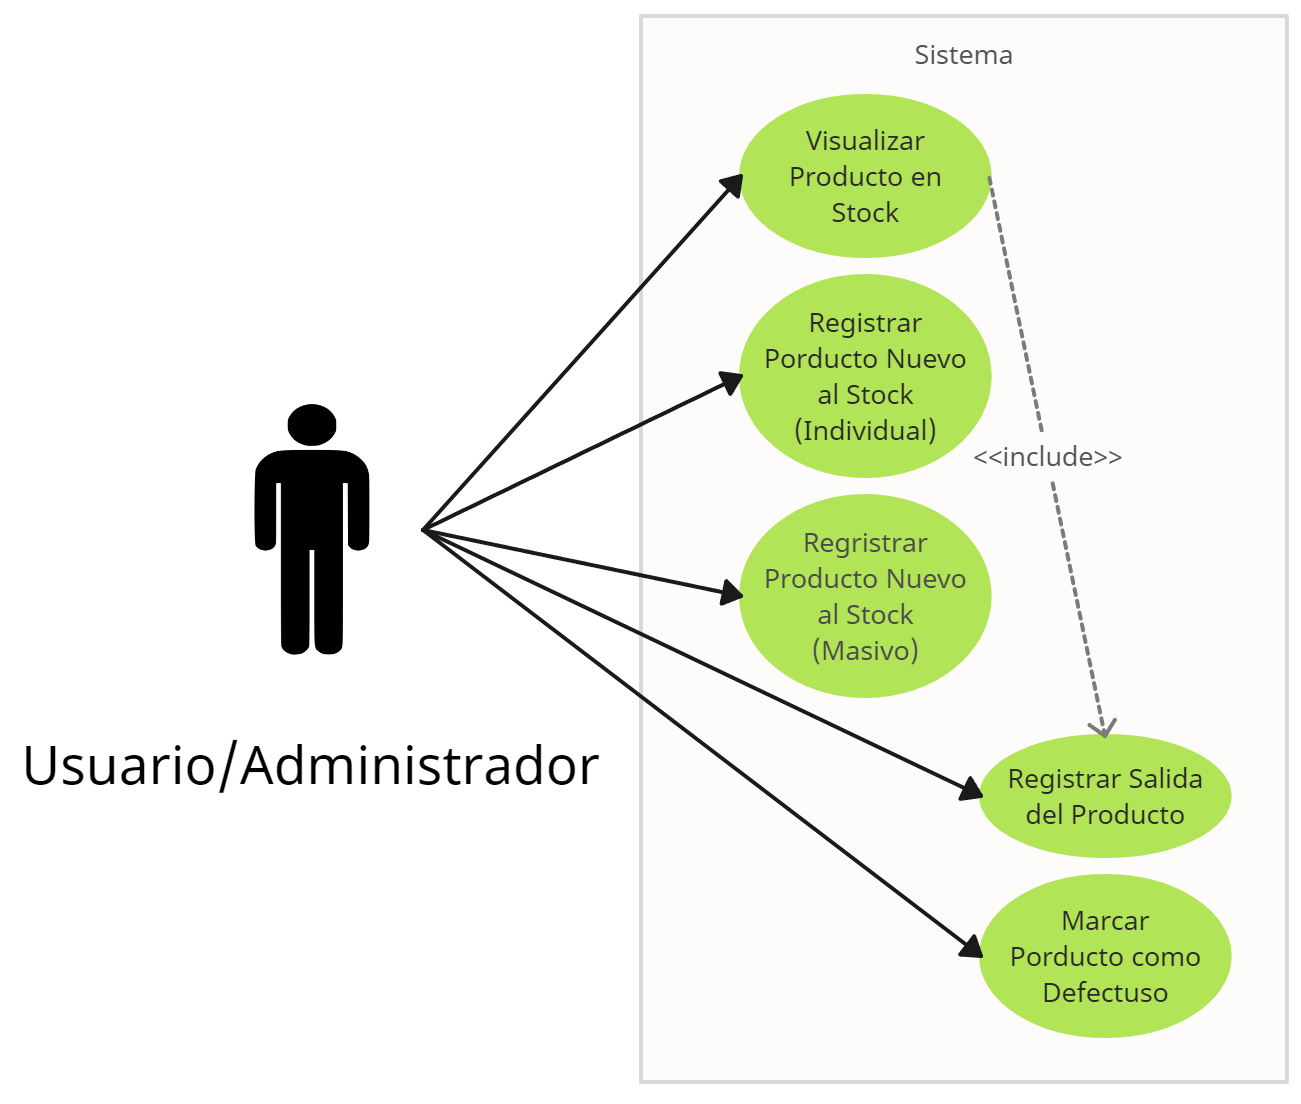 Sistema
Visualizar
Producto en
Stock
Registrar
Porducto Nuevo
al Stock
(Individual)
<<include>>
Regristrar
Producto Nuevo
al Stock
(Masivo)
Usuario/Administrador
Registrar Salida
del Producto
Marcar
Porducto como
Defectuso